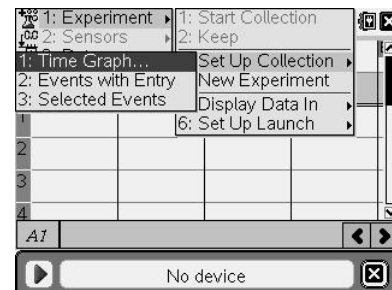 1: Experiment
2: Sensors
1: Start Collection
2: Keep
Set Up Collection
New Experiment
Display Data In
6: Set Up Launch
1: Time Graph...
2: Events with Entry
3: Selected Events
1
2
3
4
A1
No device